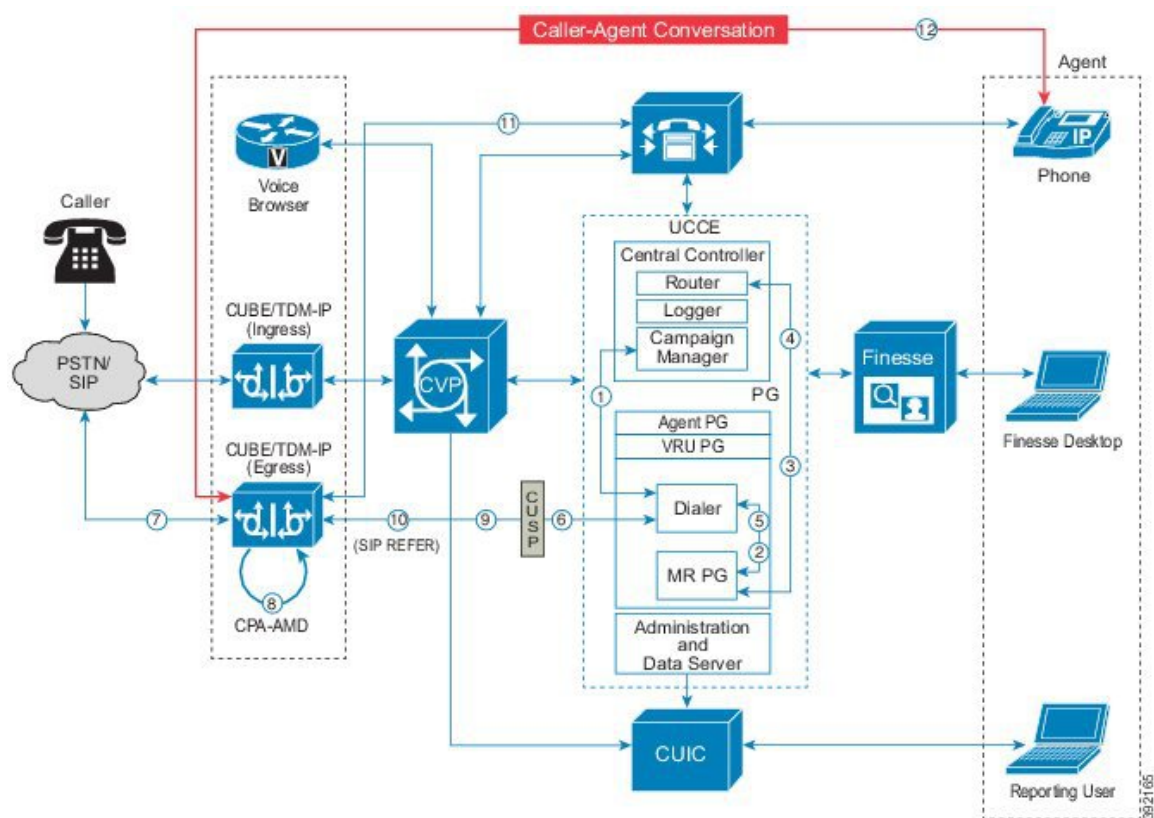 Caller-Agent Conversation
12
Agent
11
V
Voice
Browser
IP
Phone
Caller
UCCE
Central Controller
Router
Logger
Campaign
Manager
CUBE/TDM-IP
(Ingress)
PSTN/
SIP
CVP
4
Finesse
1
PG
Finesse Desktop
Agent PG
VRU PG
CUBE/TDM-IP
(Egress)
3
7
10
(SIP REFER)
9
CUSP
6
Dialer
5
2
MR PG
8
CPA-AMD
Administration
and
Data Server
CUIC
Reporting User
392165